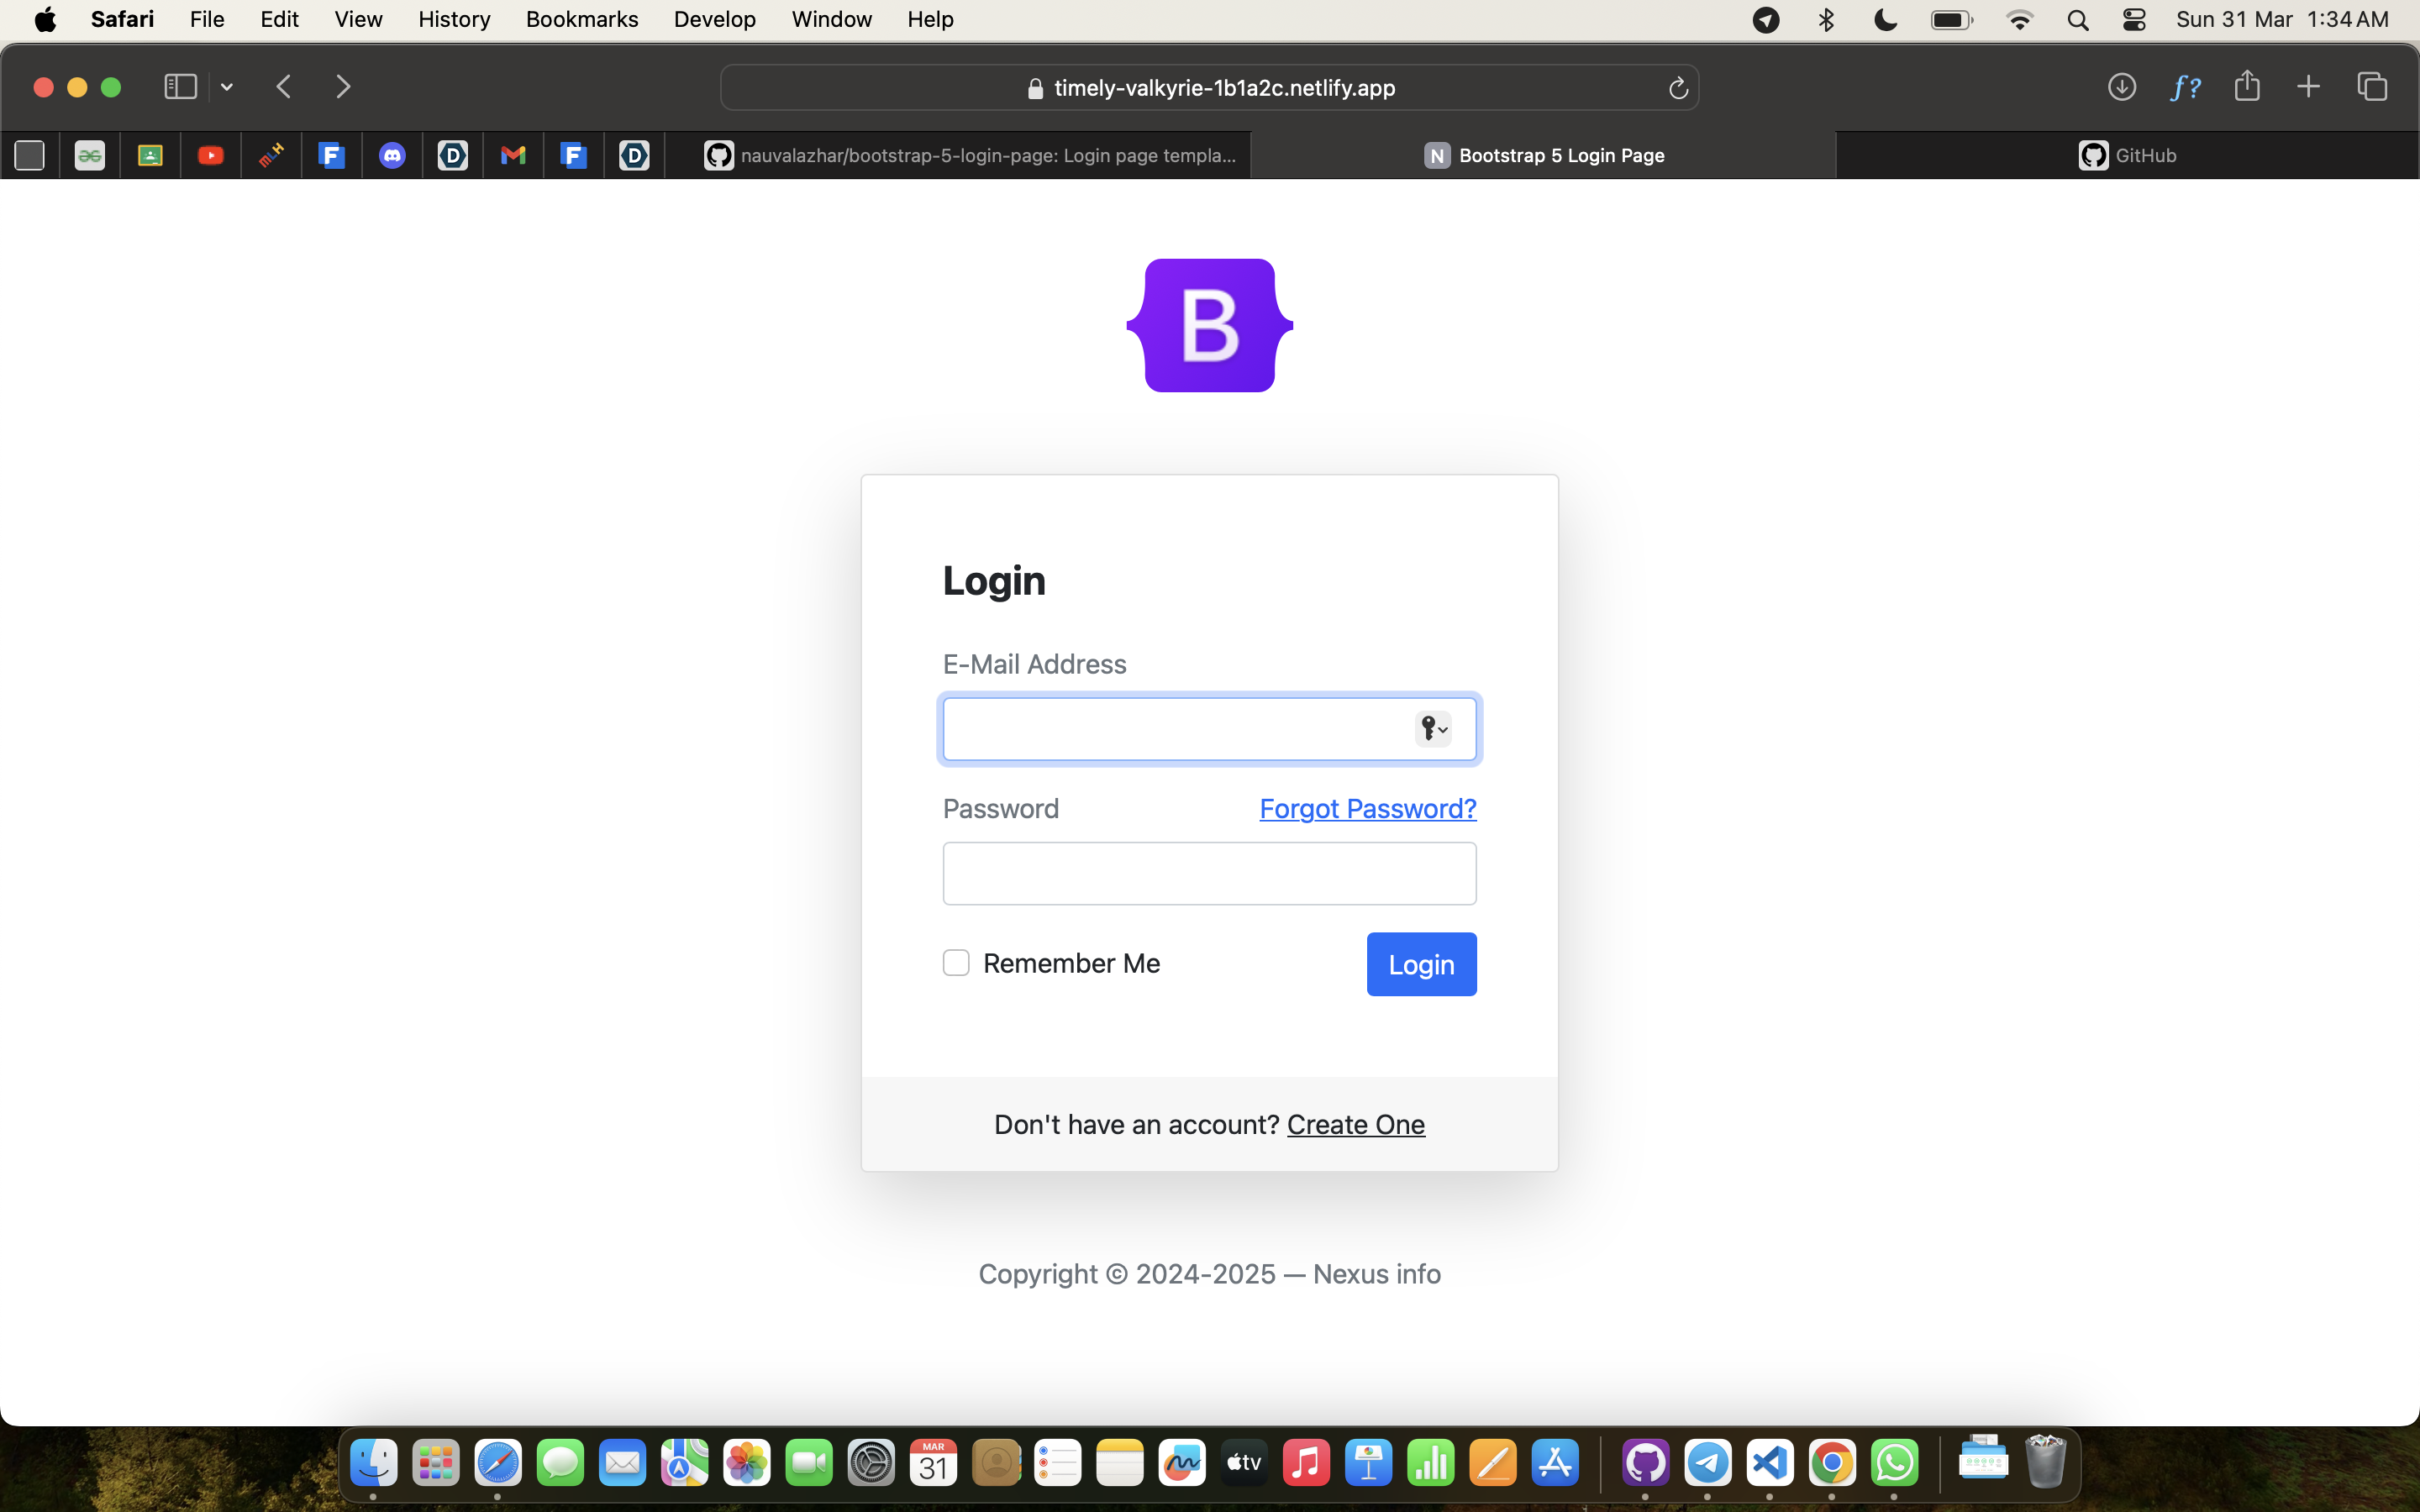 Safari File Edit View History Bookmarks Develop Window Help Sun 31 Mar 1:34 AM
timely-valkyrie-1b1a2c.netlify.app ƒ?
MLH F D F D nauvalazhar/bootstrap-5-login-page: Login page templa... N Bootstrap 5 Login Page GitHub
B
Login
E-Mail Address
Password Forgot Password?
Remember Me Login
Don't have an account? Create One
Copyright © 2024-2025 — Nexus info
MAR
31 tv